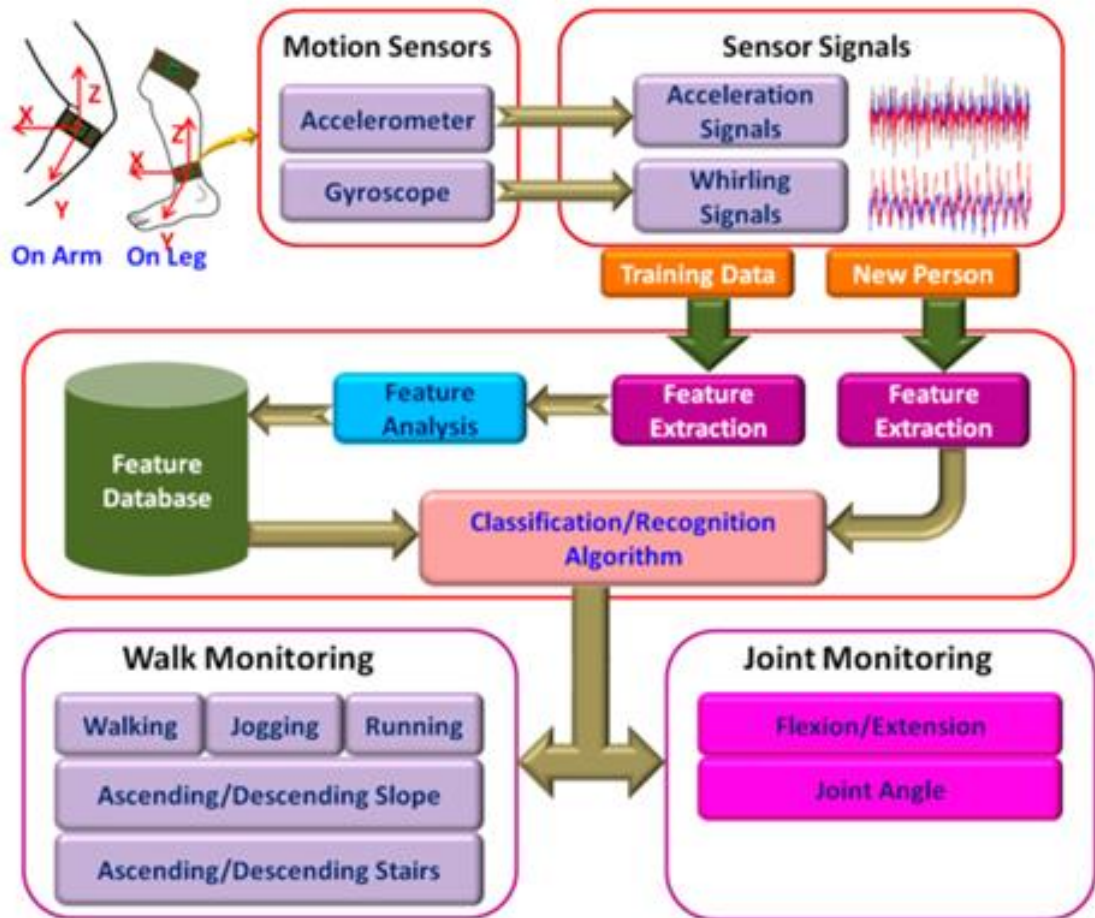 Motion Sensors
Sensor Signals
Z
X
Y
On Arm
Z
X
Y
On Leg
Accelerometer
Gyroscope
Acceleration
Signals
Whirling
Signals
Training Data
New Person
Feature
Database
Feature
Analysis
Feature
Extraction
Feature
Extraction
Classification/Recognition
Algorithm
Walk Monitoring
Walking
Jogging
Running
Ascending/Descending Slope
Ascending/Descending Stairs
Joint Monitoring
Flexion/Extension
Joint Angle